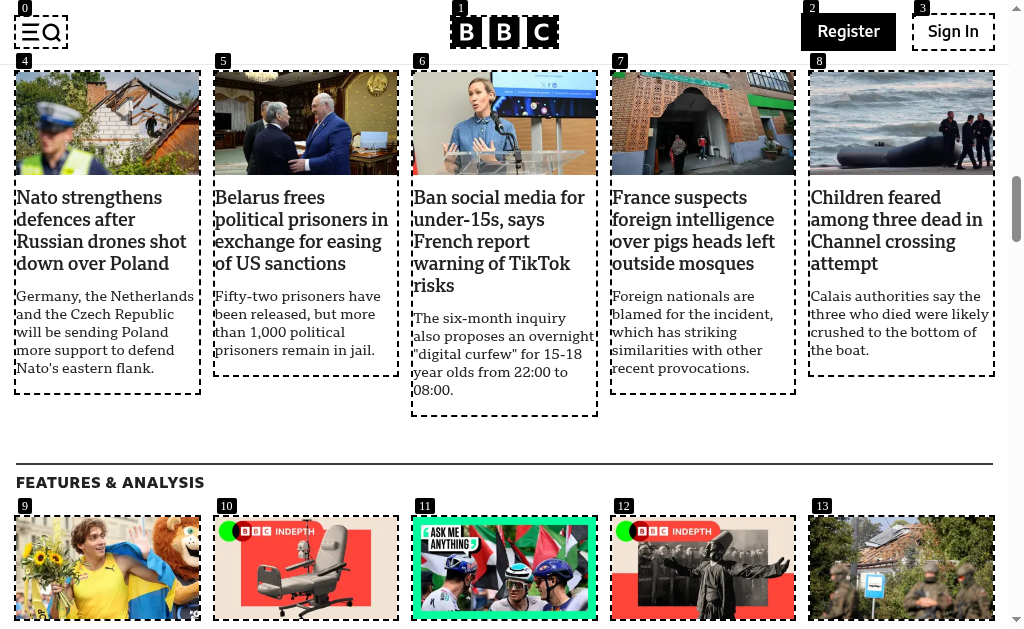 0
1
2
3
BBC
Register
Sign In
4
5
6
7
8
Nato strengthens
defences after
Russian drones shot
down over Poland
Germany, the Netherlands
and the Czech Republic
will be sending Poland
more support to defend
Nato's eastern flank.
Belarus frees
political prisoners in
exchange for easing
of US sanctions
Fifty-two prisoners have
been released, but more
than 1,000 political
prisoners remain in jail.
Ban social media for
under-15s, says
French report
warning of TikTok
risks
The six-month inquiry
also proposes an overnight
"digital curfew" for 15-18
year olds from 22:00 to
08:00.
France suspects
foreign intelligence
over pigs heads left
outside mosques
Foreign nationals are
blamed for the incident,
which has striking
similarities with other
recent provocations.
Children feared
among three dead in
Channel crossing
attempt
Calais authorities say the
three who died were likely
crushed to the bottom of
the boat.
FEATURES & ANALYSIS
9
10
11
12
13
BBC INDEPTH
ASK ME
ANYTHING
BBC INDEPTH